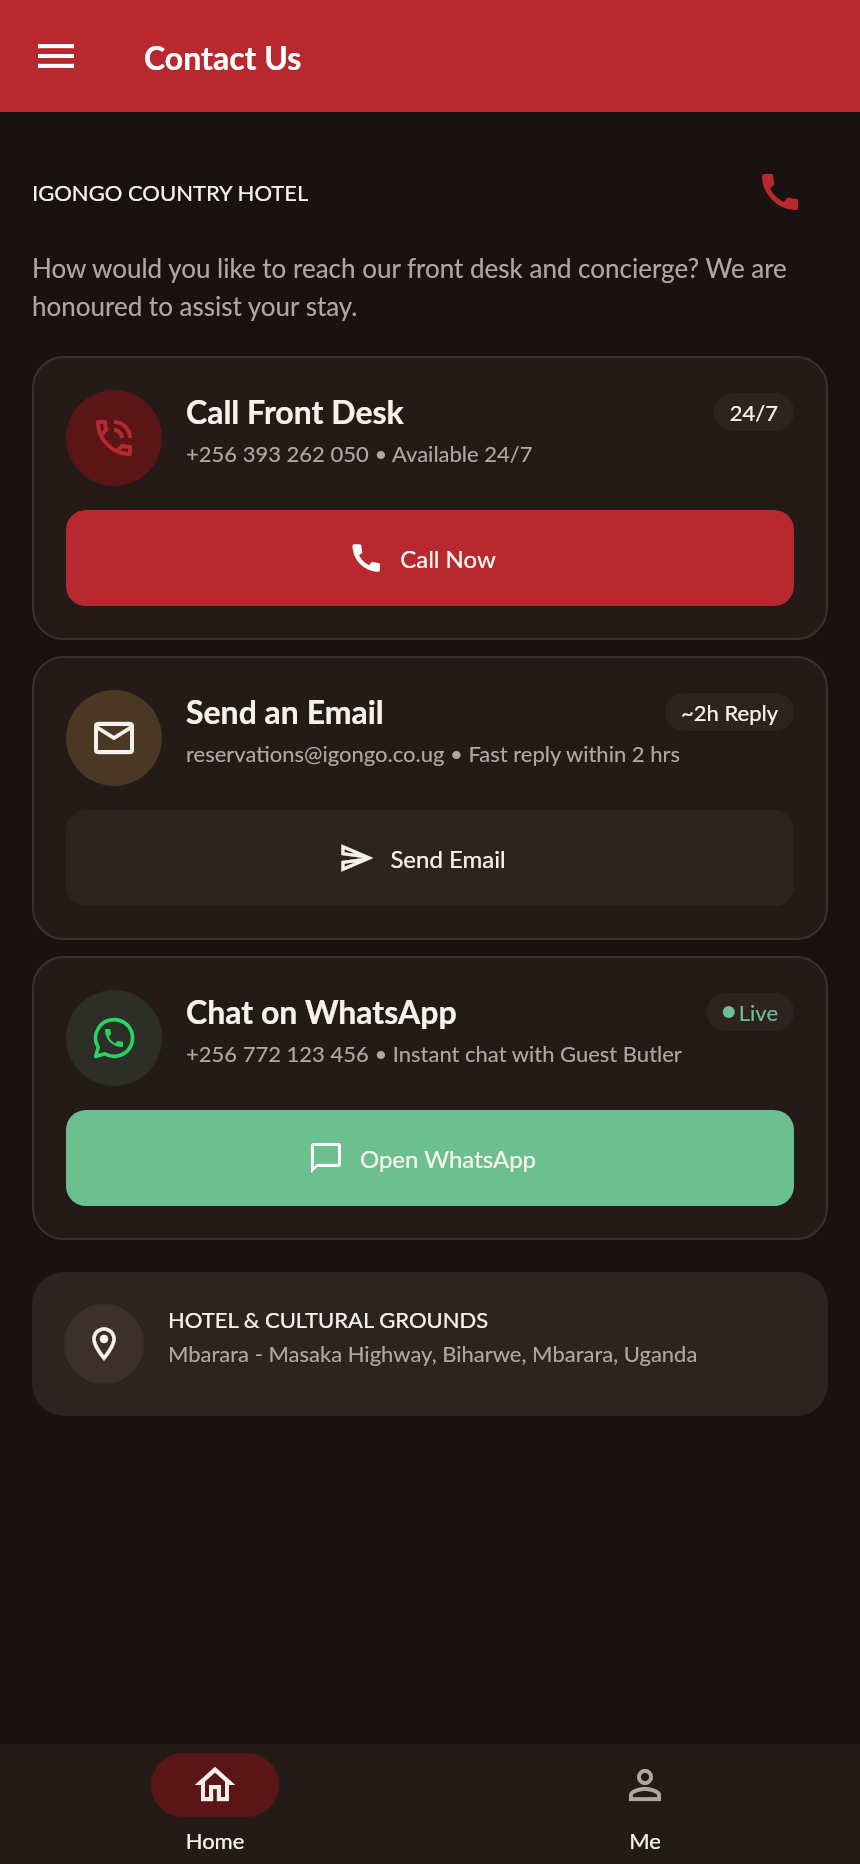 Contact Us
IGONGO COUNTRY HOTEL
How would you like to reach our front desk and concierge? We are
honoured to assist your stay.
Call Front Desk
24/7
+256 393 262 050 • Available 24/7
Call Now
Send an Email
~2h Reply
reservations@igongo.co.ug • Fast reply within 2 hrs
Send Email
Chat on WhatsApp
Live
+256 772 123 456 • Instant chat with Guest Butler
Open WhatsApp
HOTEL & CULTURAL GROUNDS
Mbarara - Masaka Highway, Biharwe, Mbarara, Uganda
Home
Me